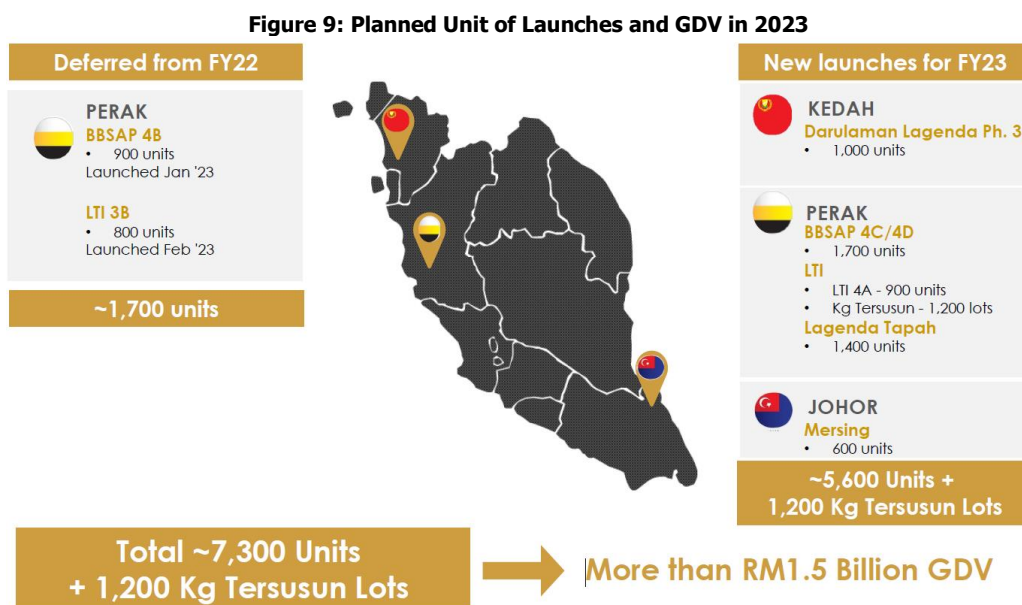 Figure 9: Planned Unit of Launches and GDV in 2023
Deferred from FY22
PERAK
BBSAP 4B
• 900 units
Launched Jan '23
LTI 3B
• 800 units
Launched Feb '23
~1,700 units
New launches for FY23
KEDAH
Darulaman Lagenda Ph. 3
• 1,000 units
PERAK
BBSAP 4C/4D
• 1,700 units
LTI
• LTI 4A - 900 units
• Kg Tersusun - 1,200 lots
Lagenda Tapah
• 1,400 units
JOHOR
Mersing
• 600 units
~5,600 Units +
1,200 Kg Tersusun Lots
Total ~7,300 Units
+ 1,200 Kg Tersusun Lots
More than RM1.5 Billion GDV